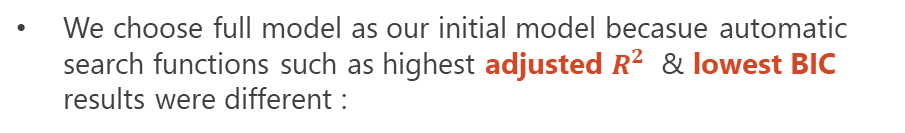 • We choose full model as our initial model becasue automatic
search functions such as highest adjusted R² & lowest BIC
results were different :